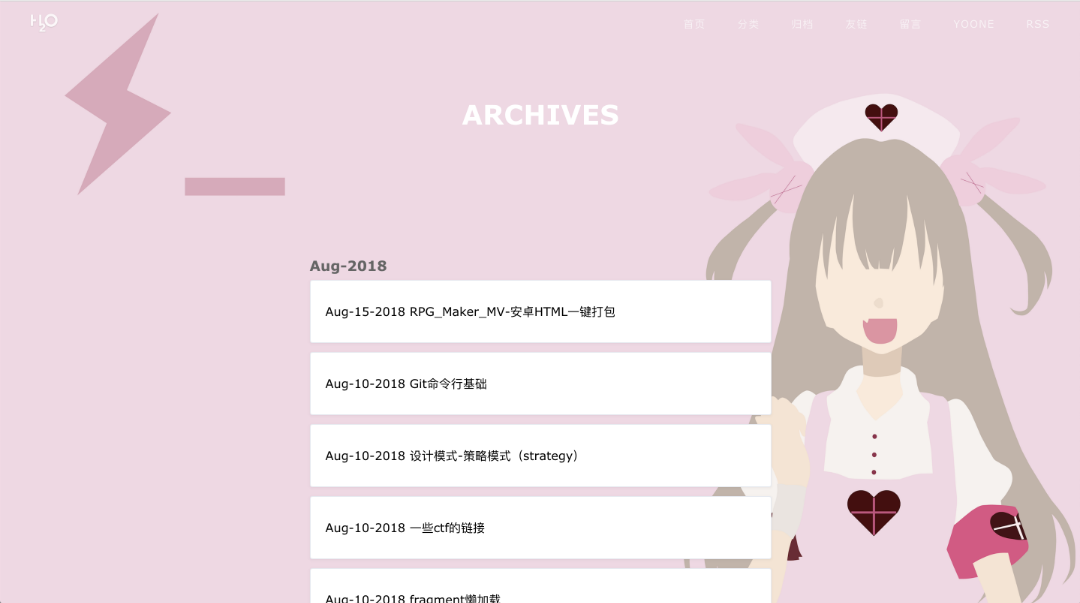 H2O
首页 分类 归档 友链 留言 YOONE RSS
ARCHIVES
Aug-2018
Aug-15-2018 RPG_Maker_MV-安卓HTML一键打包
Aug-10-2018 Git命令行基础
Aug-10-2018 设计模式-策略模式（strategy）
Aug-10-2018 一些ctf的链接
Aug-10-2018 fragment懒加载